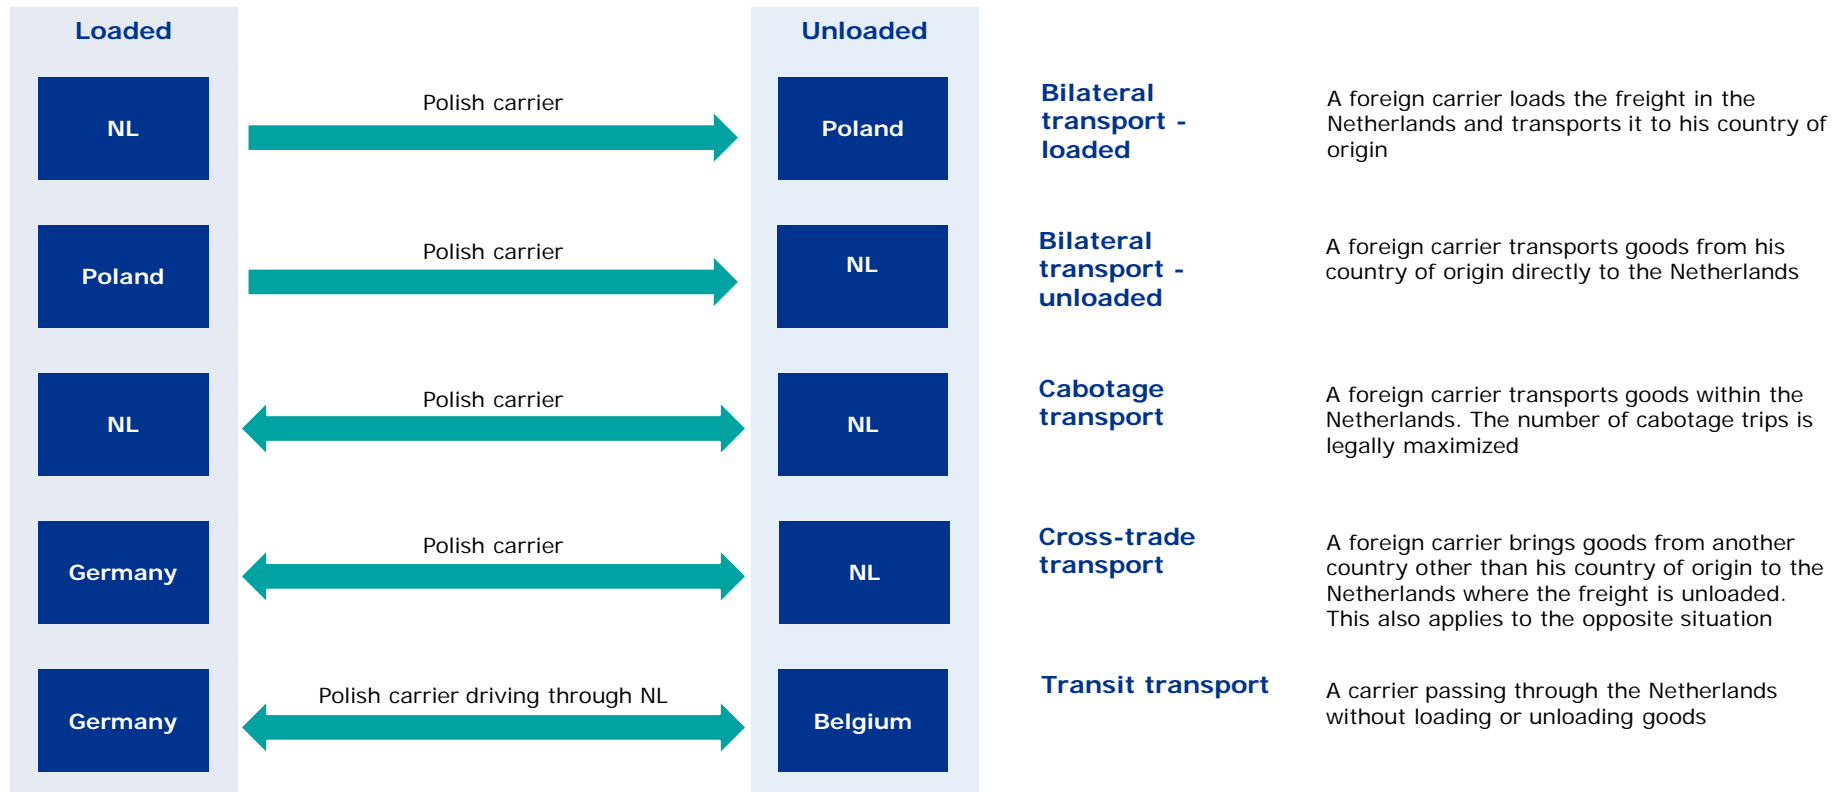 Loaded
Unloaded
NL
Polish carrier
Poland
Bilateral
transport -
loaded
A foreign carrier loads the freight in the
Netherlands and transports it to his country of
origin
Poland
Polish carrier
NL
Bilateral
transport -
unloaded
A foreign carrier transports goods from his
country of origin directly to the Netherlands
NL
Polish carrier
NL
Cabotage
transport
A foreign carrier transports goods within the
Netherlands. The number of cabotage trips is
legally maximized
Germany
Polish carrier
NL
Cross-trade
transport
A foreign carrier brings goods from another
country other than his country of origin to the
Netherlands where the freight is unloaded.
This also applies to the opposite situation
Germany
Polish carrier driving through NL
Belgium
Transit transport
A carrier passing through the Netherlands
without loading or unloading goods